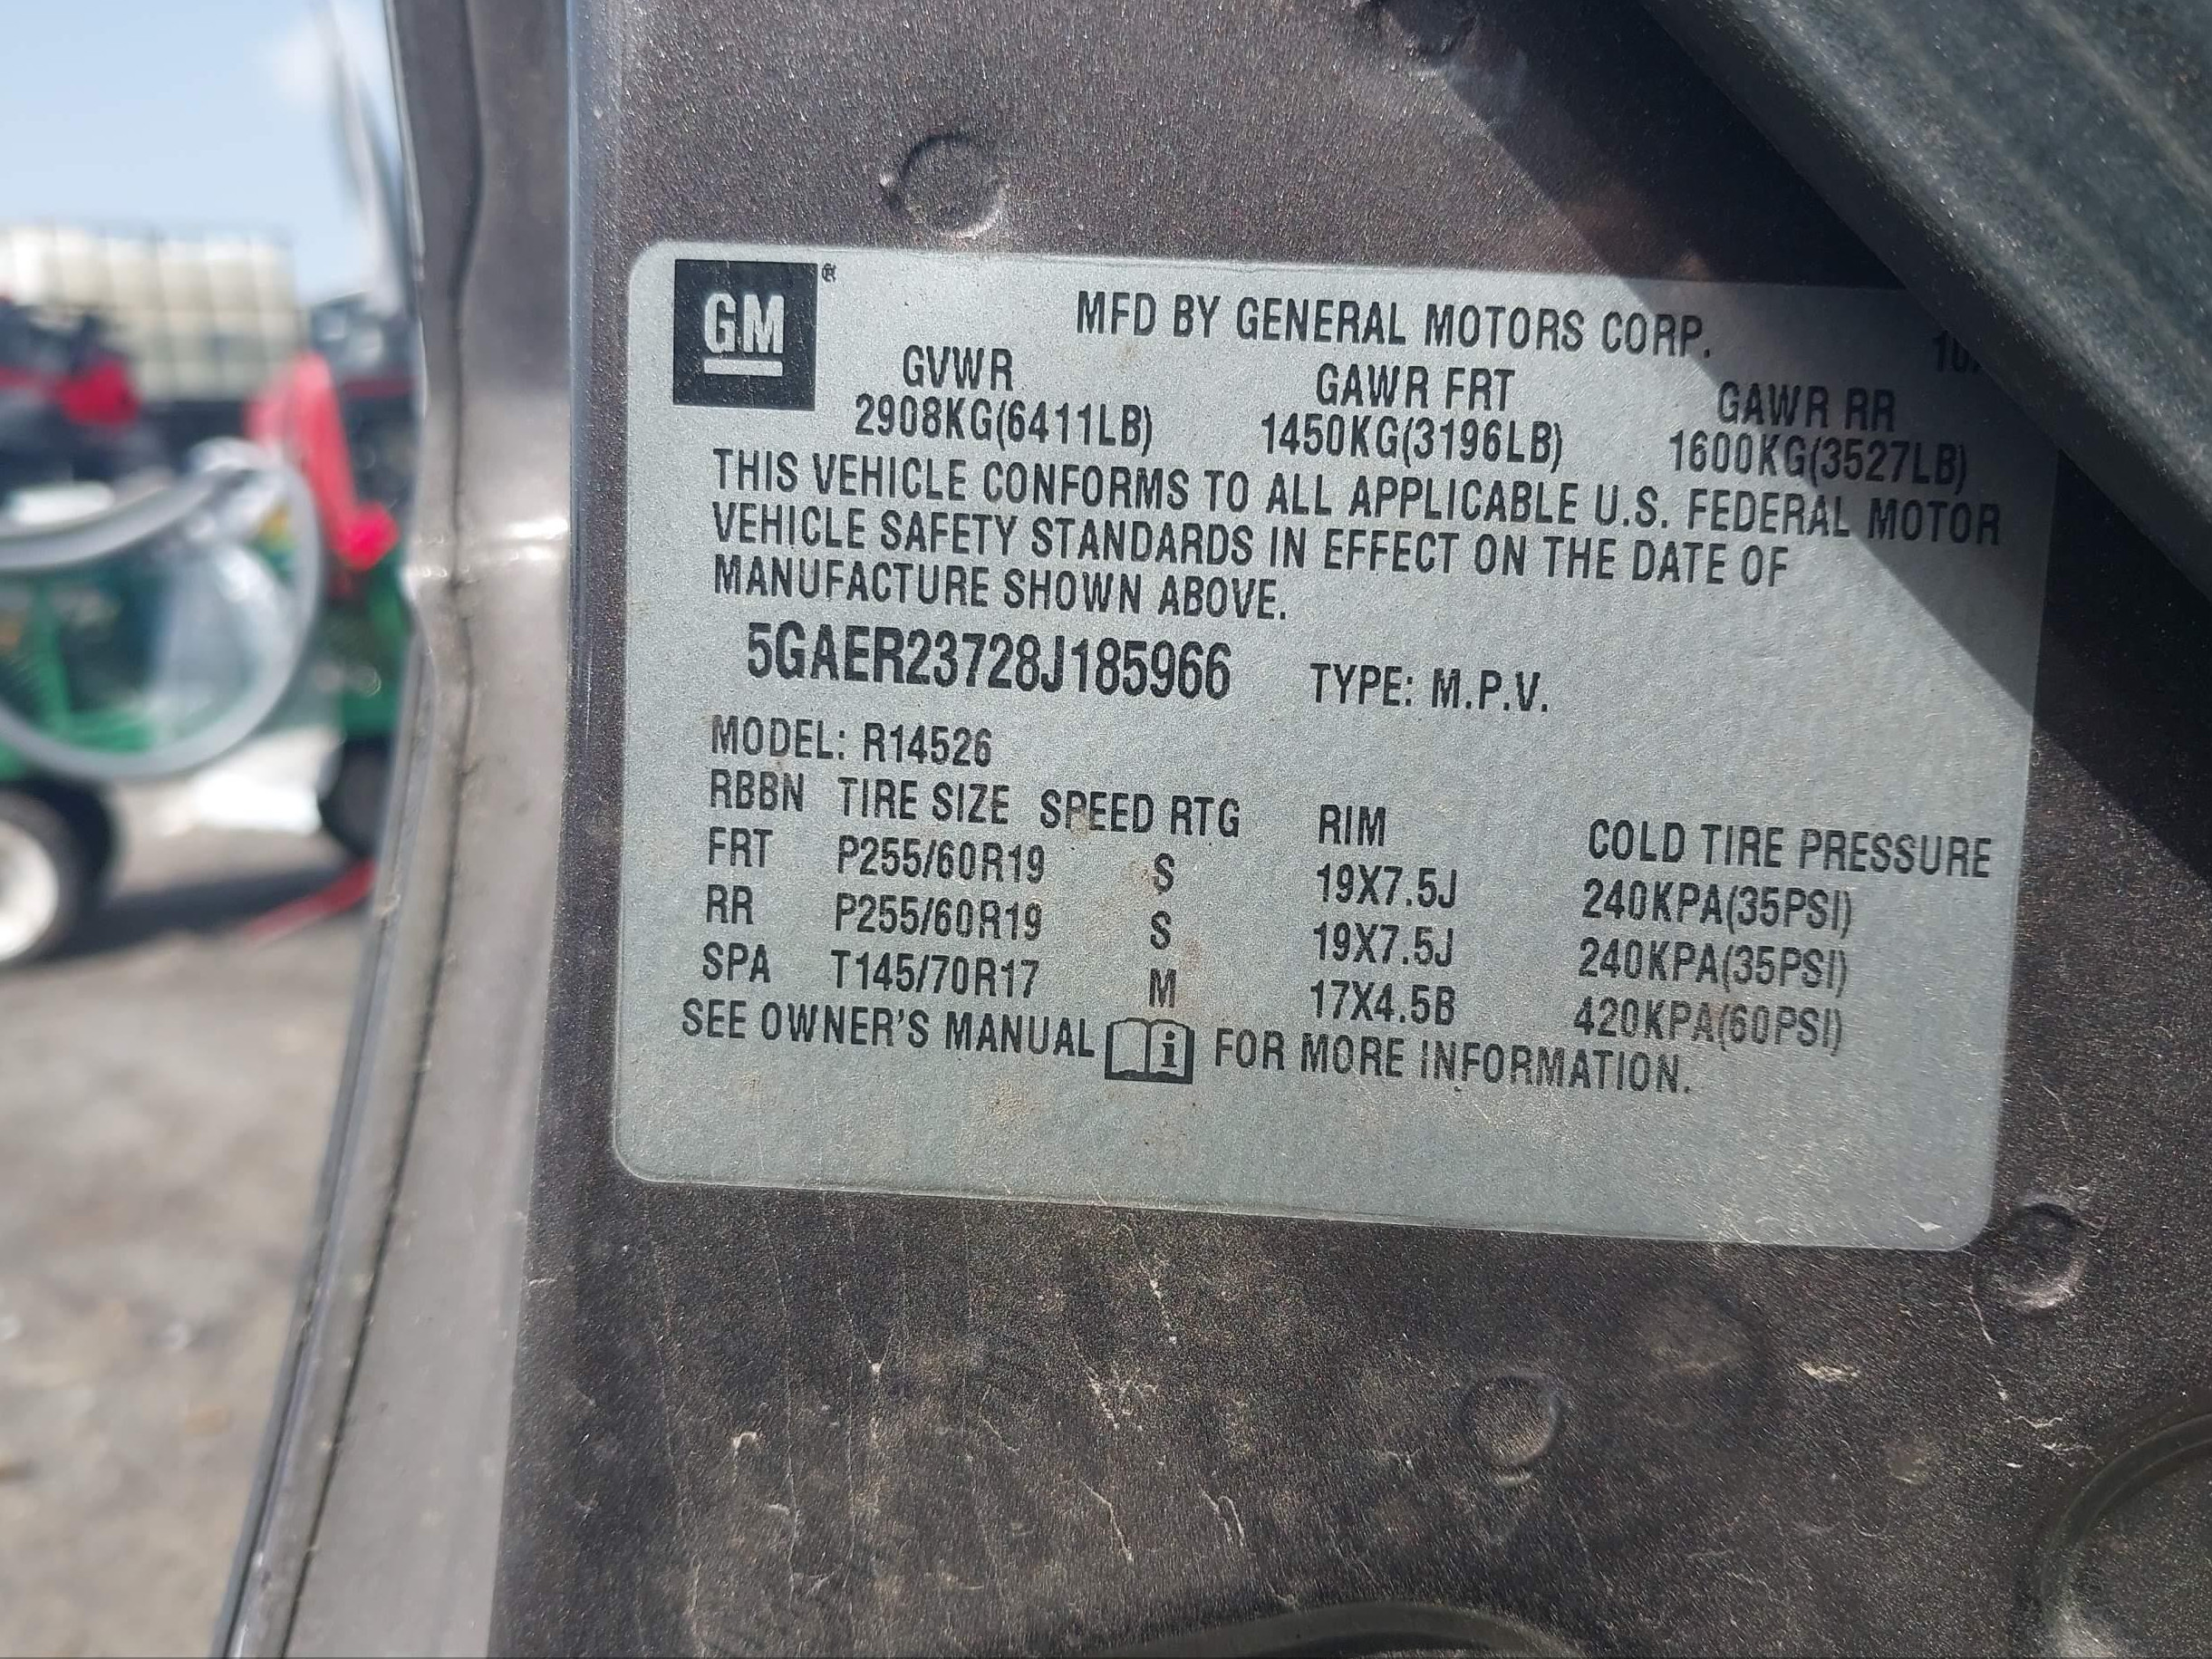 GM®
MFD BY GENERAL MOTORS CORP.
GVWR GAWR FRT GAWR RR
2908KG(6411LB) 1450KG(3196LB) 1600KG(3527LB)
THIS VEHICLE CONFORMS TO ALL APPLICABLE U.S. FEDERAL MOTOR
VEHICLE SAFETY STANDARDS IN EFFECT ON THE DATE OF
MANUFACTURE SHOWN ABOVE.
5GAER23728J185966 TYPE: M.P.V.
MODEL: R14526
RBBN TIRE SIZE SPEED RTG RIM COLD TIRE PRESSURE
FRT P255/60R19 S 19X7.5J 240KPA(35PSI)
RR P255/60R19 S 19X7.5J 240KPA(35PSI)
SPA T145/70R17 M 17X4.5B 420KPA(60PSI)
SEE OWNER'S MANUAL i FOR MORE INFORMATION.